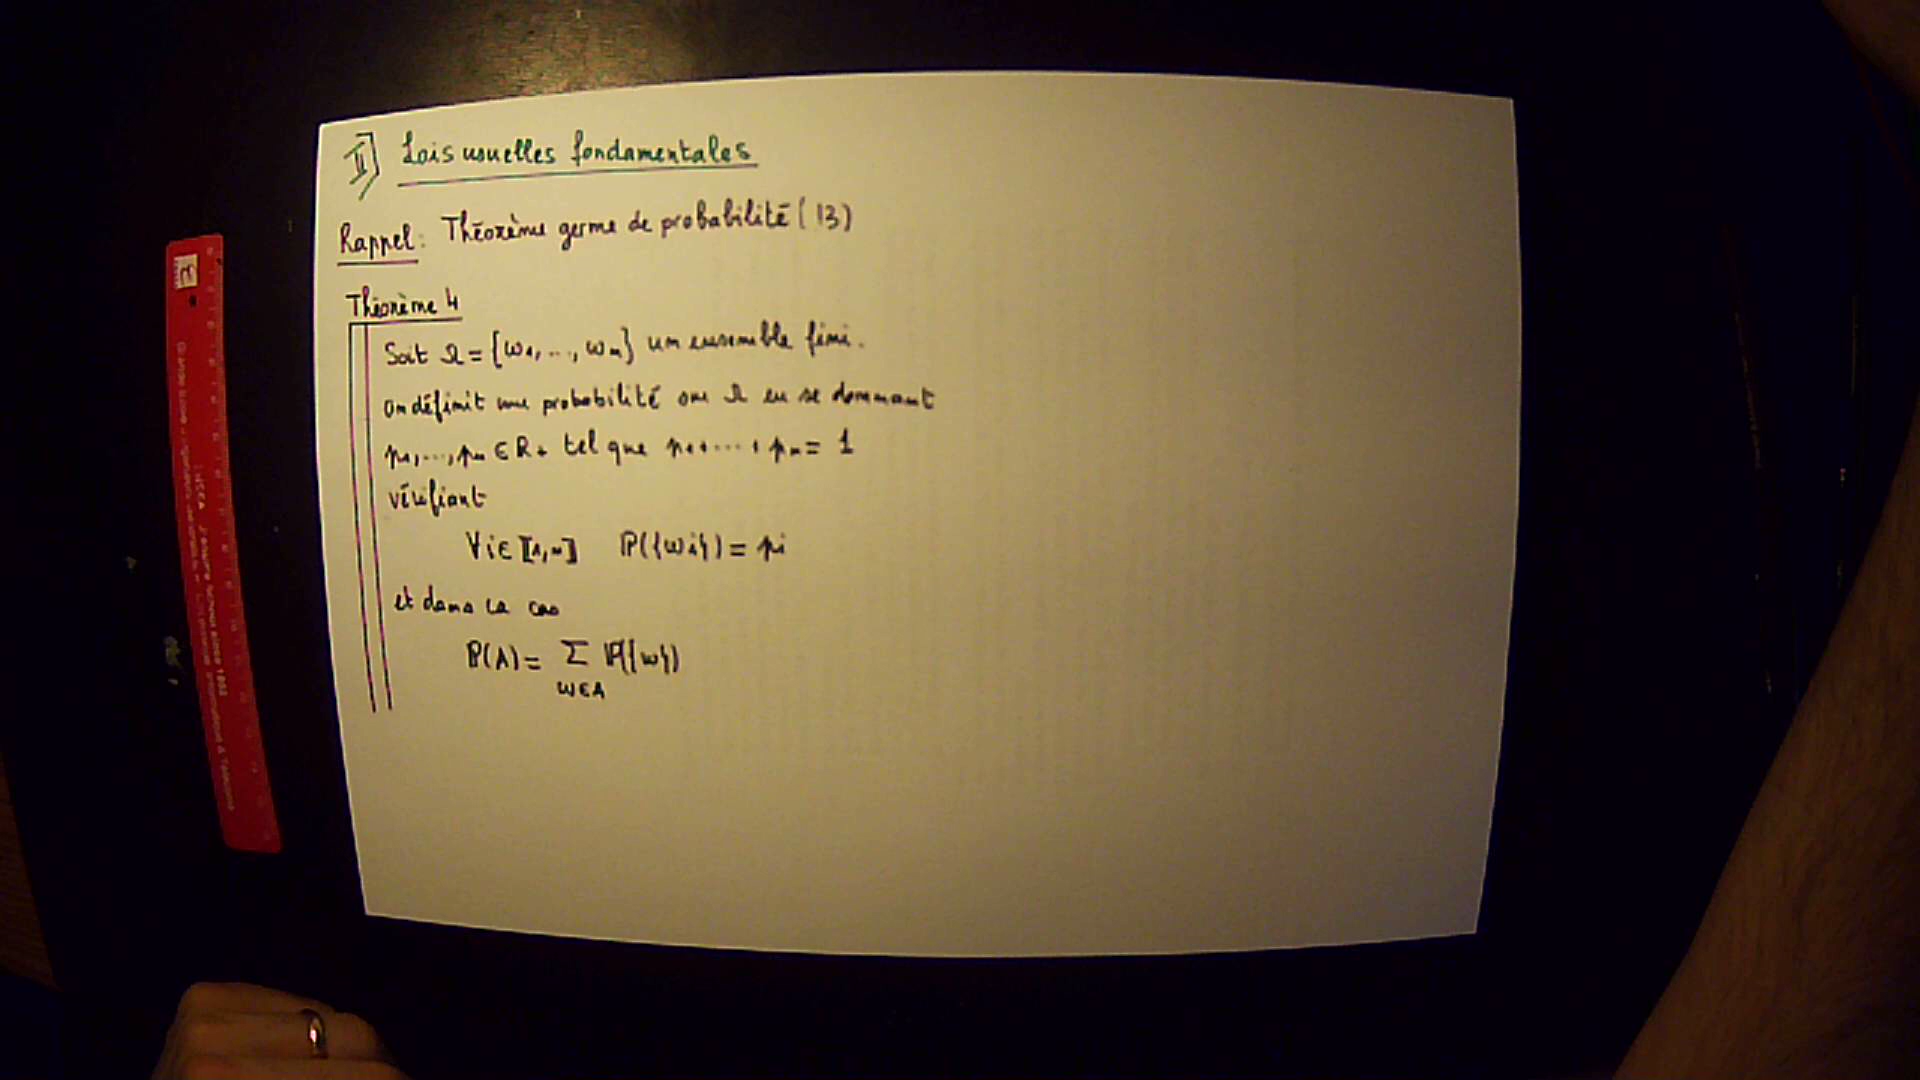 II) Lois usuelles fondamentales
Rappel : Théorème germe de probabilité (13)
Théorème 4
Soit Ω = {ω₁, ..., ωₙ} un ensemble fini.
On définit une probabilité sur Ω en se donnant
p₁, ..., pₙ ∈ R+ tel que p₁ + ... + pₙ = 1
vérifiant
∀i ∈ ⟦1,n⟧ P({ωi}) = pi
et dans ce cas
P(A) = Σ P({ω})
ω∈A